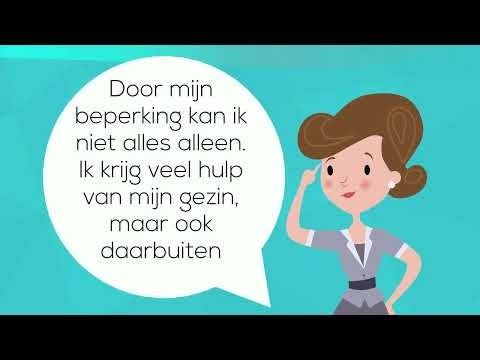 Door mijn
beperking kan ik
niet alles alleen.
Ik krijg veel hulp
van mijn gezin,
maar ook
daarbuiten